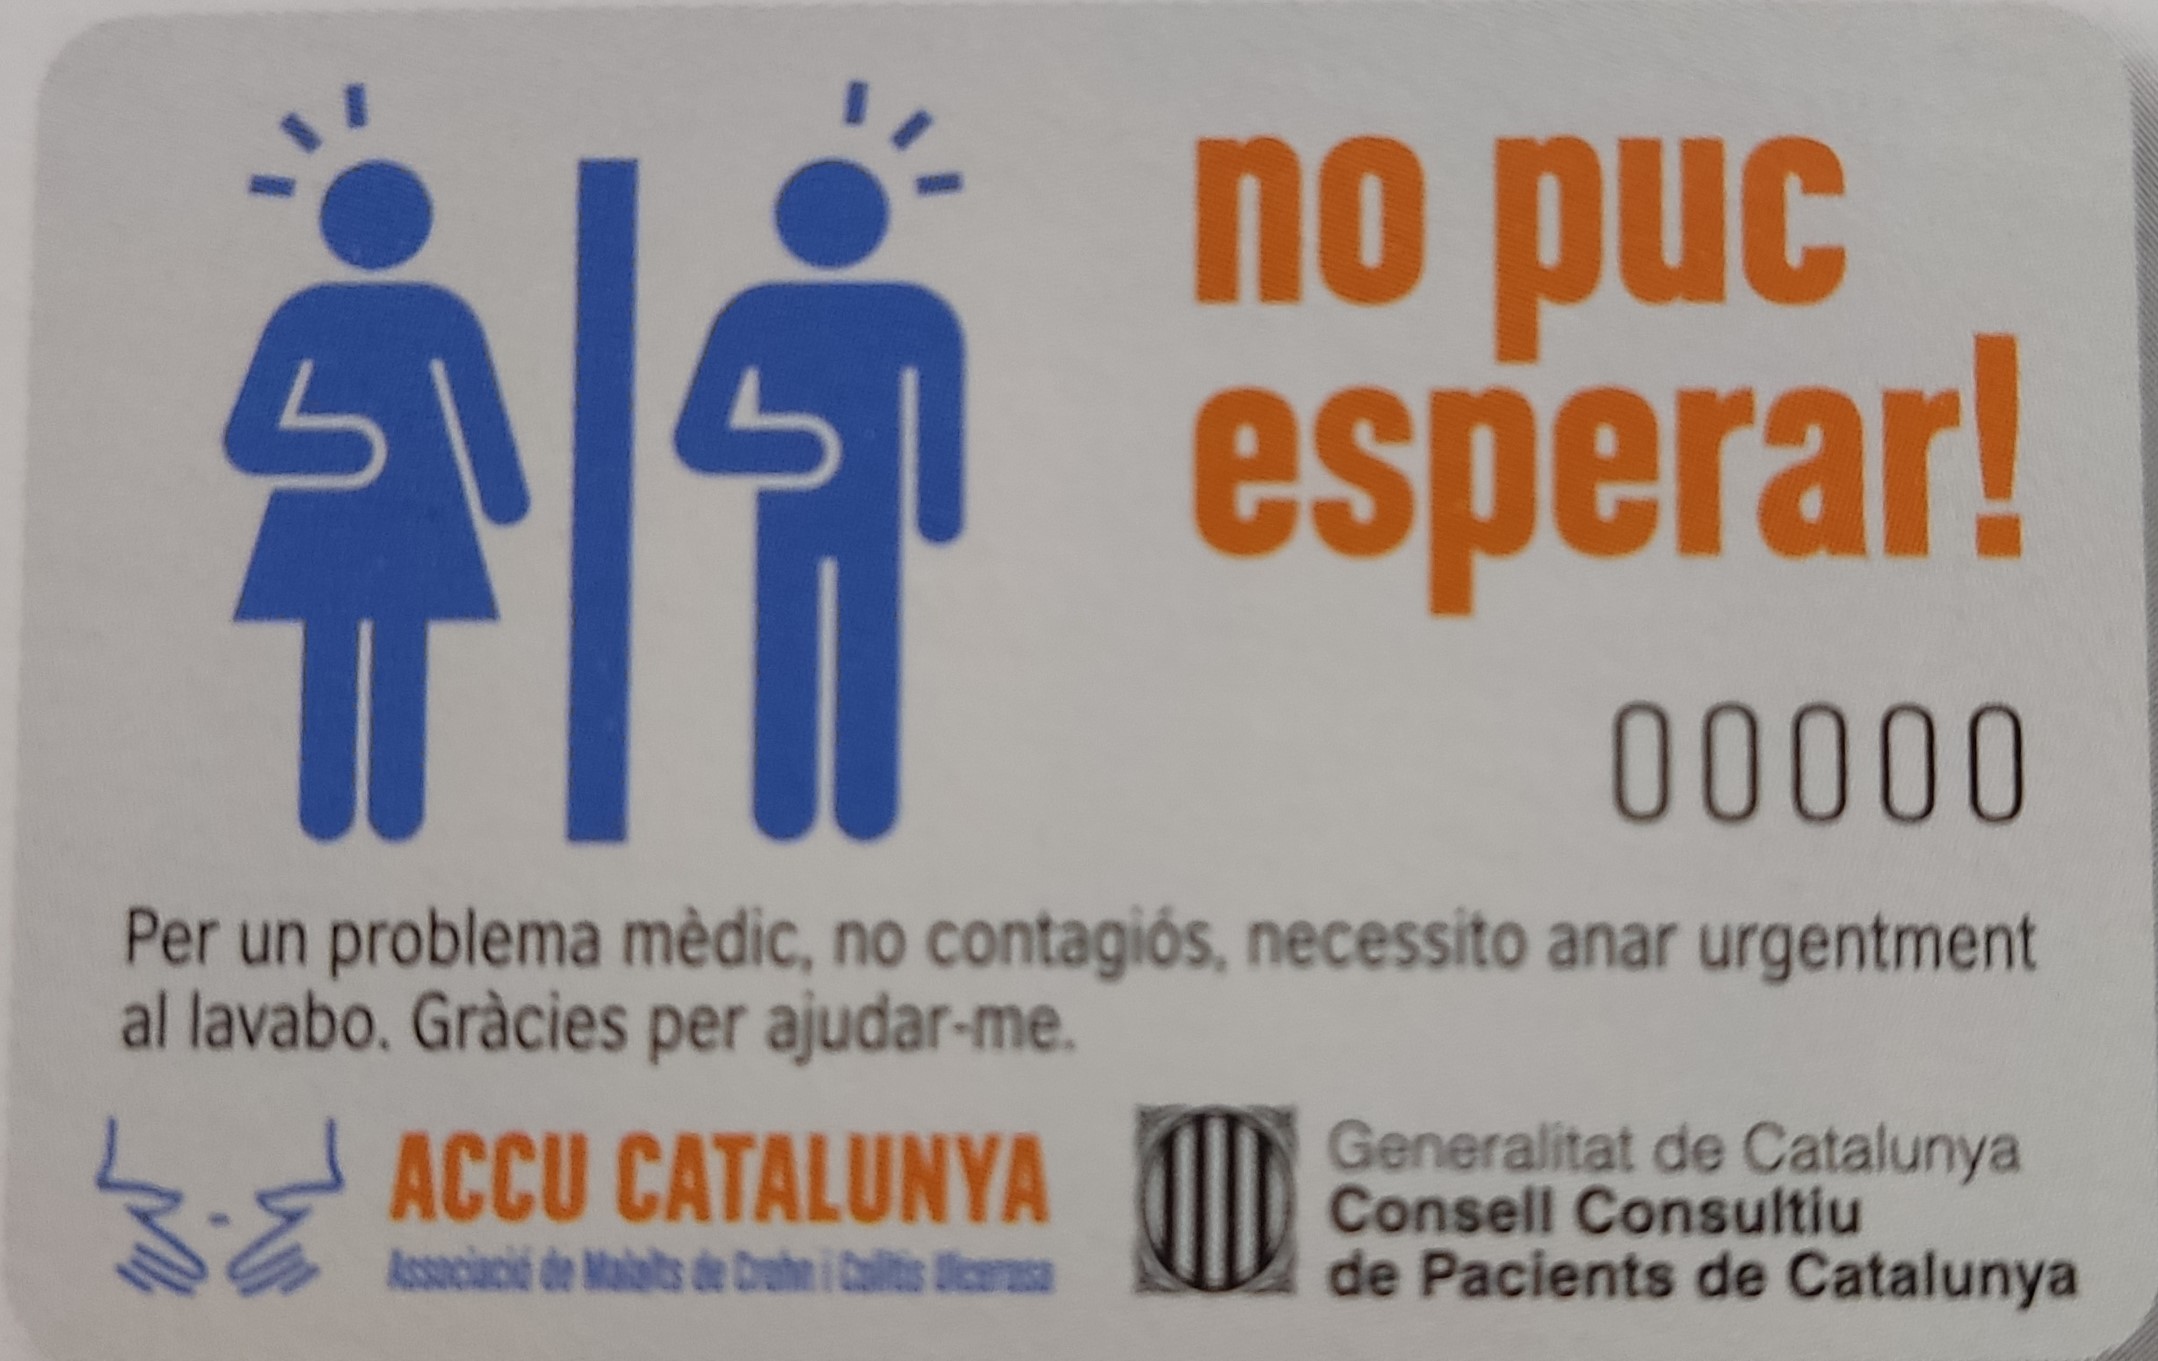 no puc
esperar!
00000
Per un problema mèdic, no contagiós, necessito anar urgentment
al lavabo. Gràcies per ajudar-me.
ACCU CATALUNYA
Associació de Malalts de Crohn i Colitis Ulcerosa
Generalitat de Catalunya
Consell Consultiu
de Pacients de Catalunya